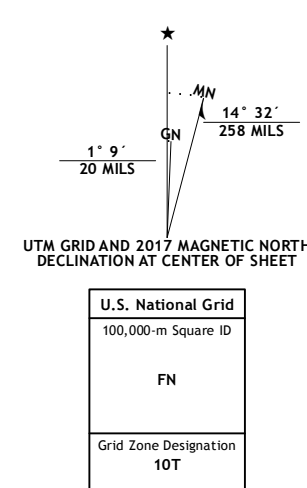 ★
MN
14° 32´
258 MILS
GN
1° 9´
20 MILS
UTM GRID AND 2017 MAGNETIC NORTH
DECLINATION AT CENTER OF SHEET
U.S. National Grid
100,000-m Square ID
FN
Grid Zone Designation
10T